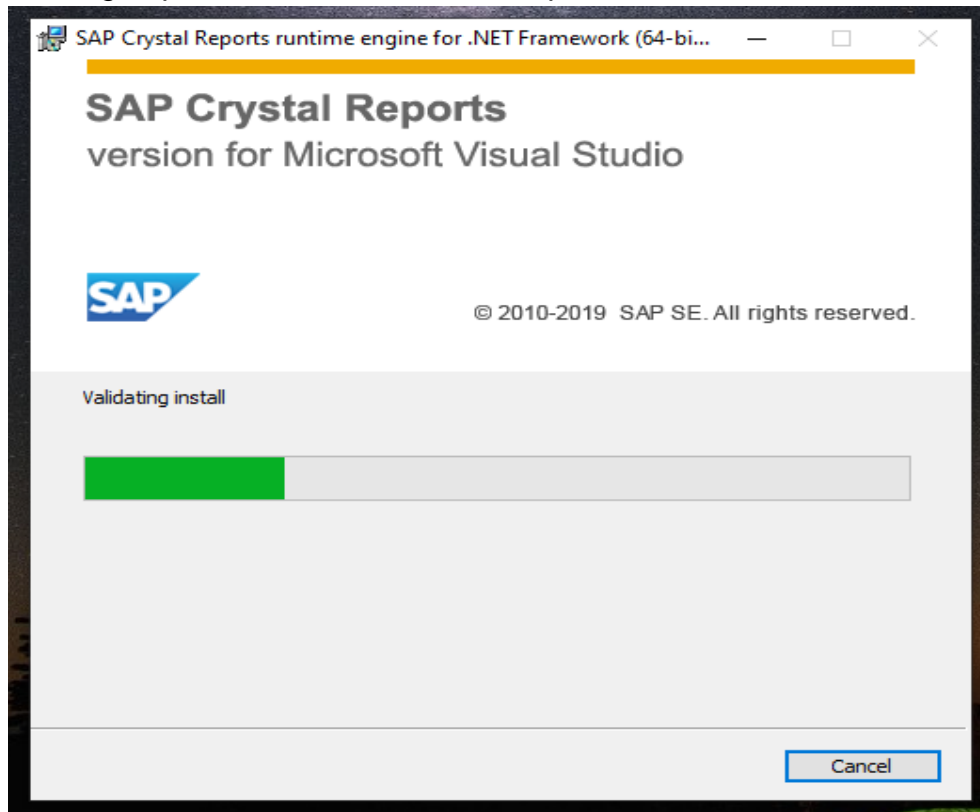 SAP Crystal Reports runtime engine for .NET Framework (64-bi...
SAP Crystal Reports
version for Microsoft Visual Studio
SAP
© 2010-2019 SAP SE. All rights reserved.
Validating install
Cancel